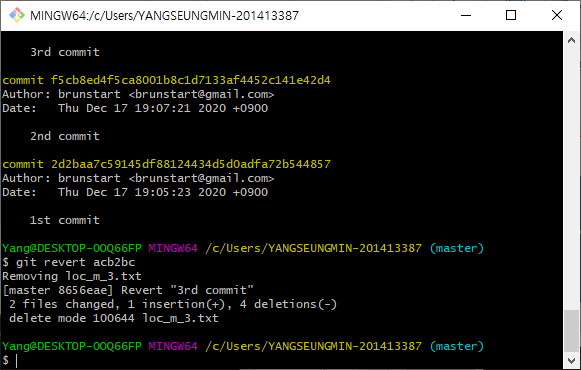 MINGW64:/c/Users/YANGSEUNGMIN-201413387
3rd commit
commit f5cb8ed4f5ca8001b8c1d7133af4452c141e42d4
Author: brunstart <brunstart@gmail.com>
Date:   Thu Dec 17 19:07:21 2020 +0900
2nd commit
commit 2d2baa7c59145df88124434d5d0adfa72b544857
Author: brunstart <brunstart@gmail.com>
Date:   Thu Dec 17 19:05:23 2020 +0900
1st commit
Yang@DESKTOP-OOQ66FP MINGW64 /c/Users/YANGSEUNGMIN-201413387 (master)
$ git revert acb2bc
Removing loc_m_3.txt
[master 8656eae] Revert "3rd commit"
 2 files changed, 1 insertion(+), 4 deletions(-)
 delete mode 100644 loc_m_3.txt
Yang@DESKTOP-OOQ66FP MINGW64 /c/Users/YANGSEUNGMIN-201413387 (master)
$